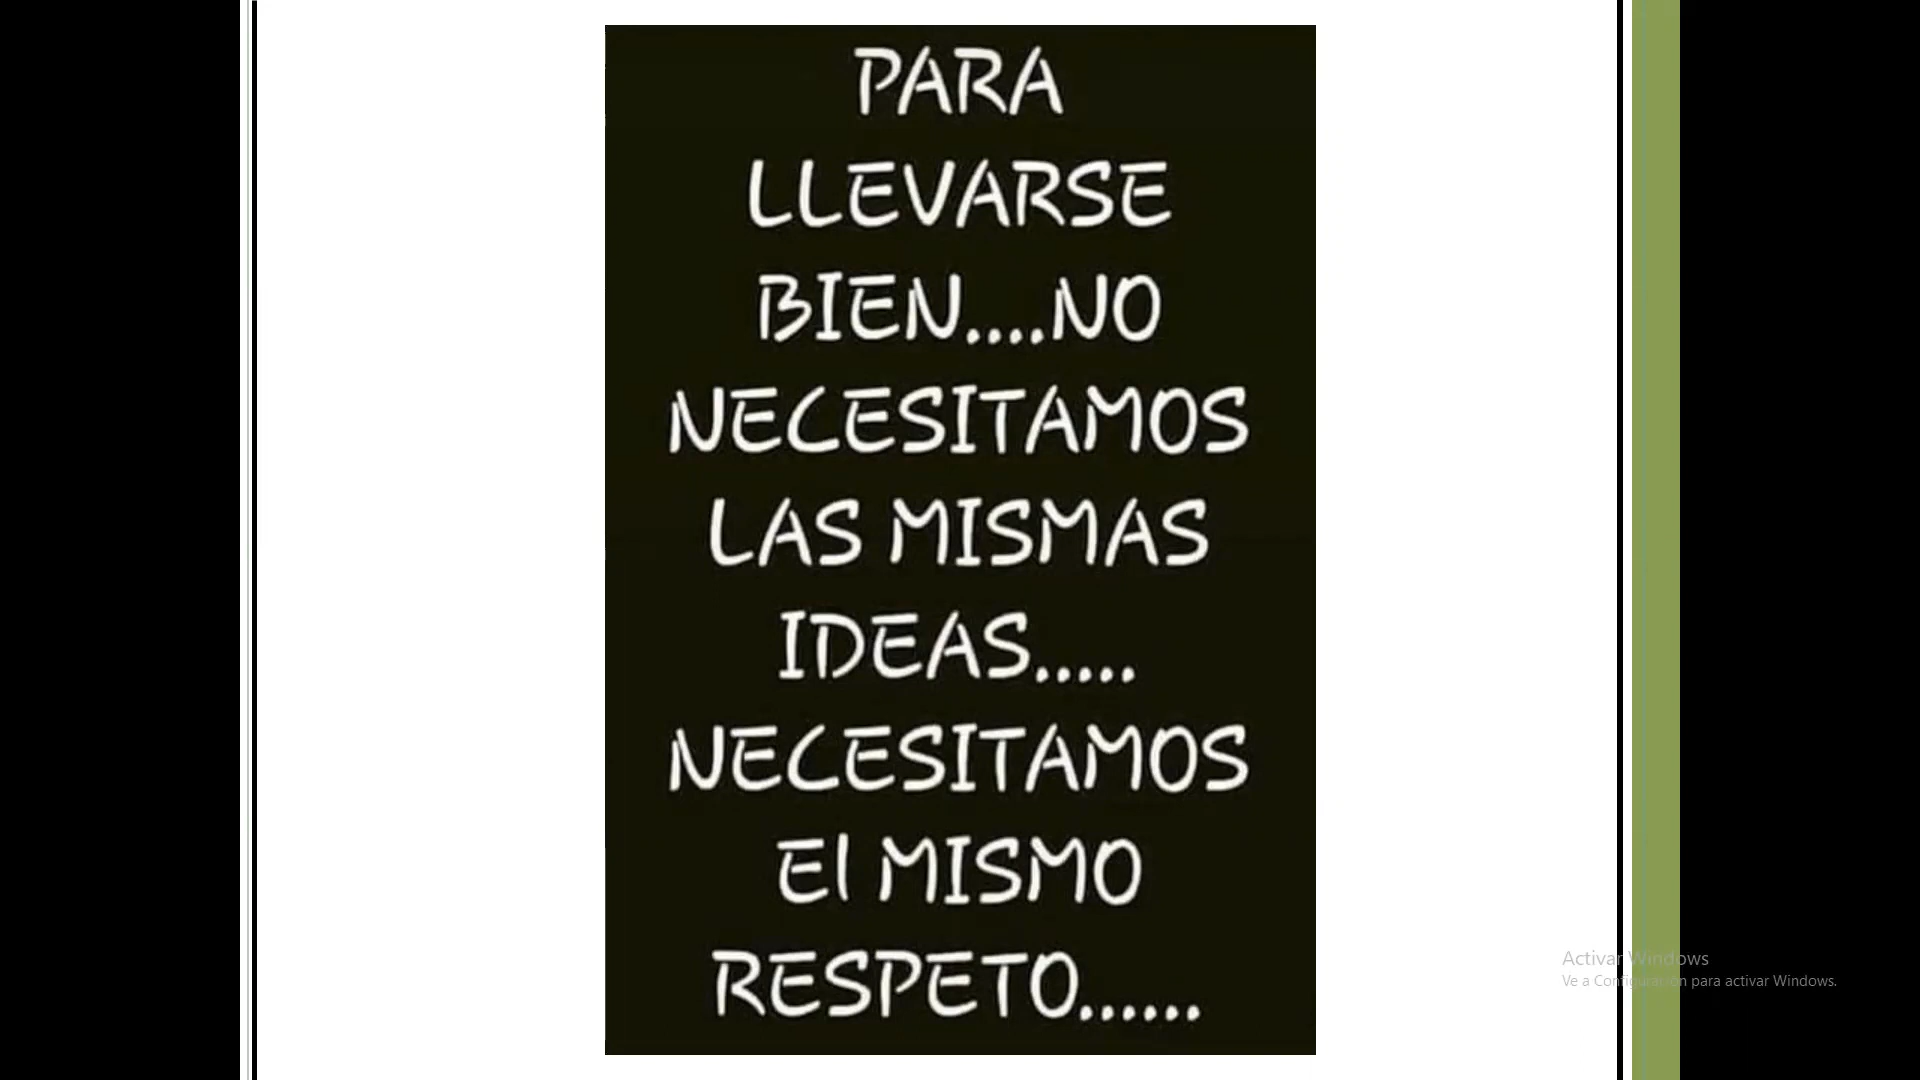 PARA
LLEVARSE
BIEN....NO
NECESITAMOS
LAS MISMAS
IDEAS.....
NECESITAMOS
El MISMO
RESPETO......
Activar Windows
Ve a Configuración para activar Windows.